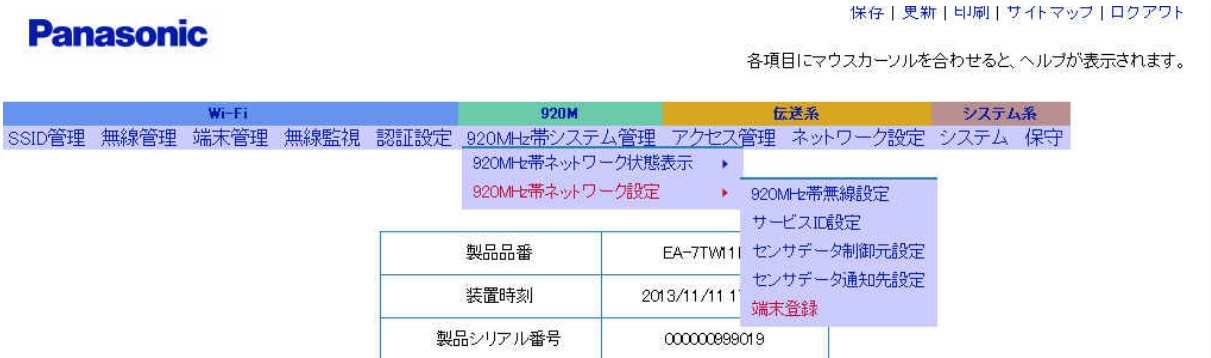 保存 | 更新 | 印刷 | サイトマップ | ログアウト
Panasonic
各項目にマウスカーソルを合わせると、ヘルプが表示されます。
Wi-Fi 920M 伝送系 システム系
SSID管理 無線管理 端末管理 無線監視 認証設定 920MHz帯システム管理 アクセス管理 ネットワーク設定 システム 保守
920MHz帯ネットワーク状態表示
920MHz帯ネットワーク設定
920MHz帯無線設定
サービスID設定
センサデータ制御元設定
センサデータ通知先設定
端末登録
製品品番 EA-7TW11
装置時刻 2013/11/11 1
製品シリアル番号 000000999019